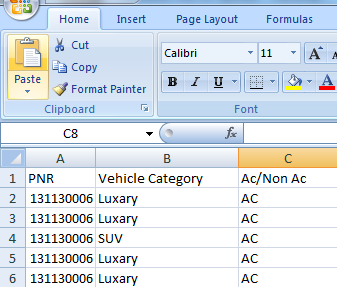 Home Insert Page Layout Formulas
Cut
Copy
Paste
Format Painter
Clipboard
Calibri 11 A A
B I U A
Font
C8 fx
A B C
1 PNR Vehicle Category Ac/Non Ac
2 131130006 Luxary AC
3 131130006 Luxary AC
4 131130006 SUV AC
5 131130006 Luxary AC
6 131130006 Luxary AC